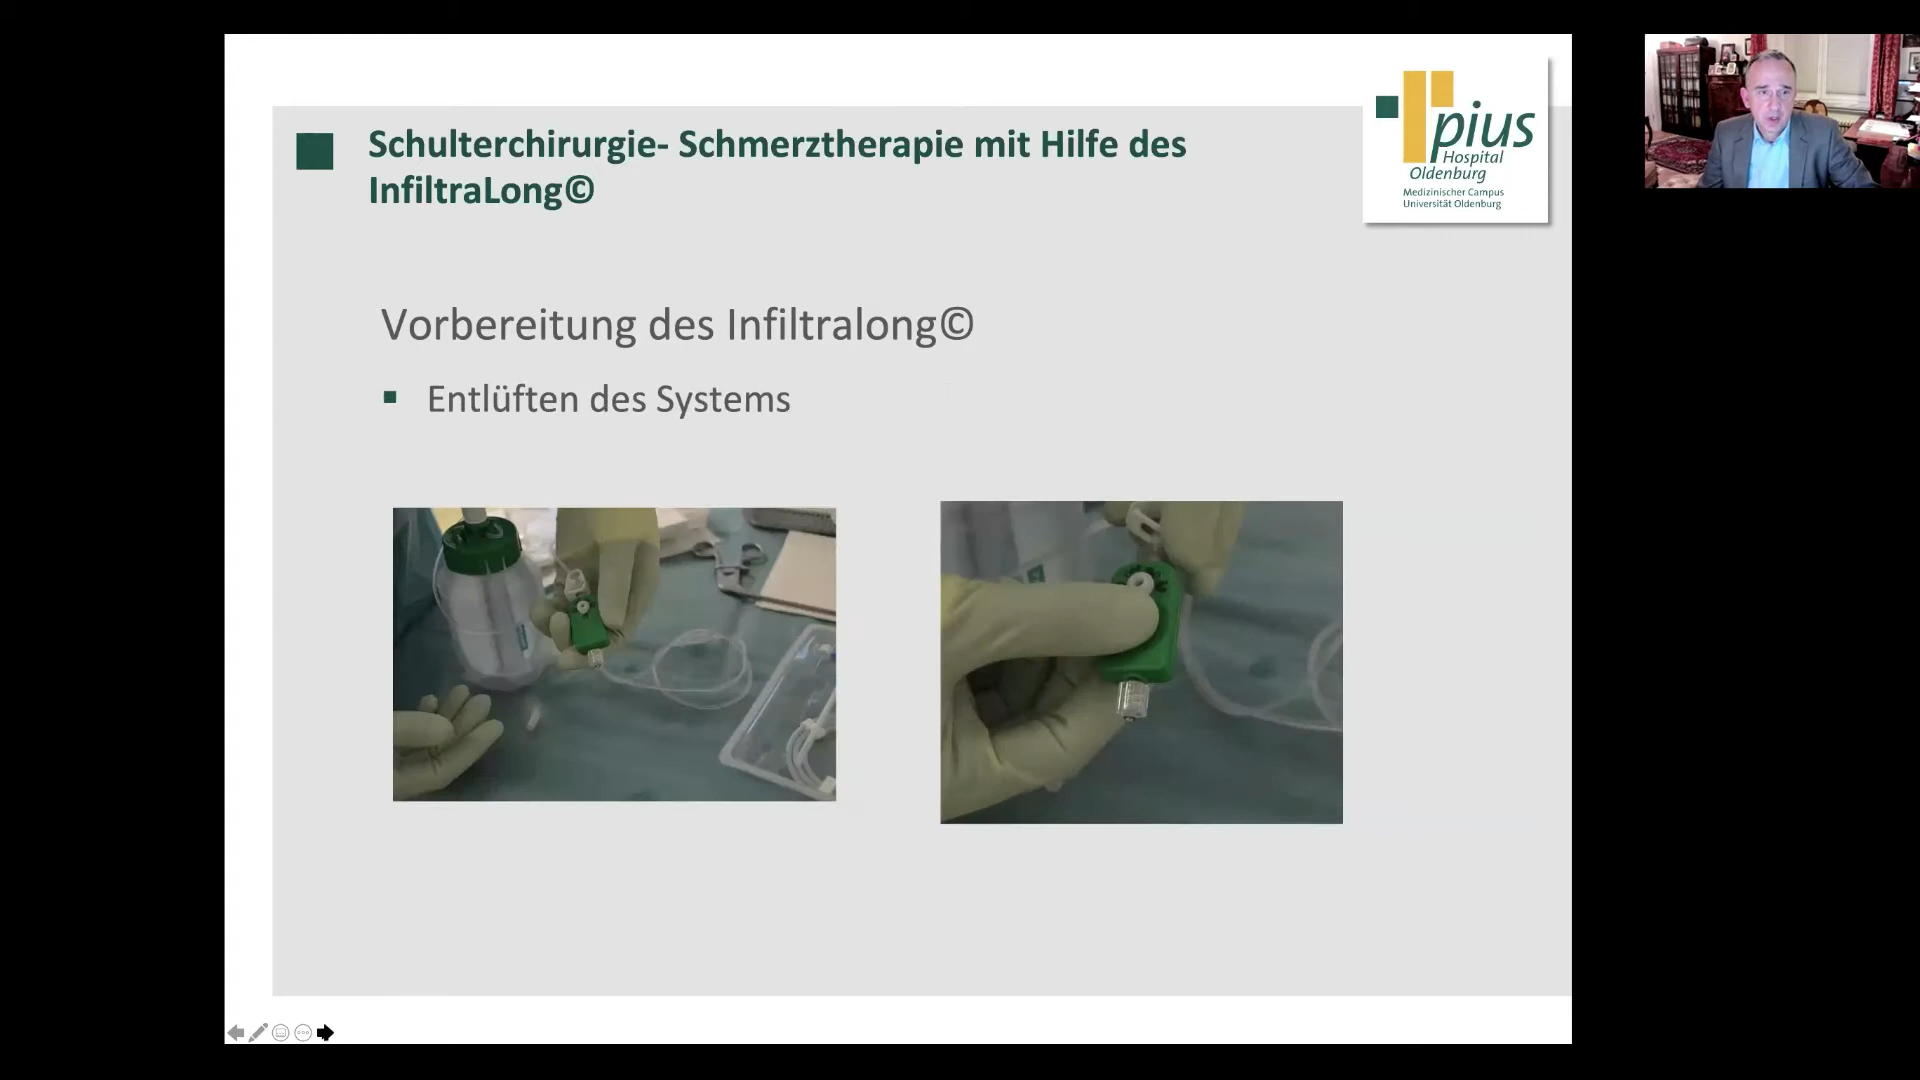 Schulterchirurgie- Schmerztherapie mit Hilfe des
InfiltraLong©
pius
Hospital
Oldenburg
Medizinischer Campus
Universität Oldenburg
Vorbereitung des Infiltralong©
Entlüften des Systems